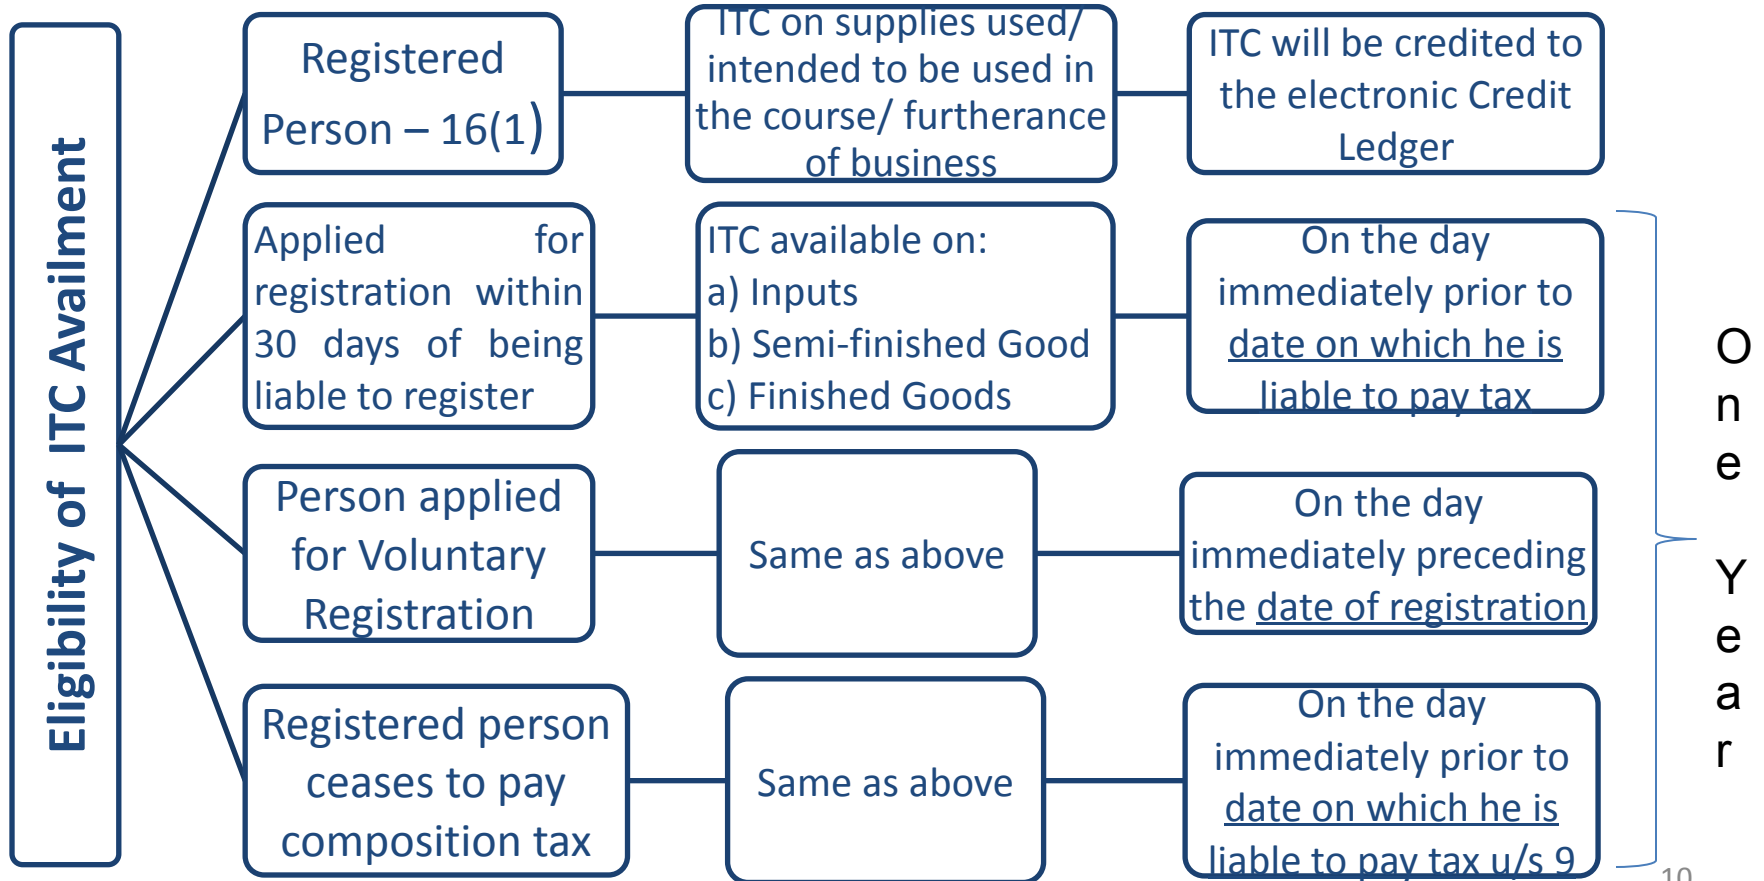 Eligibility of ITC Availment
Registered
Person – 16(1)
ITC on supplies used/
intended to be used in
the course/ furtherance
of business
ITC will be credited to
the electronic Credit
Ledger
Applied for
registration within
30 days of being
liable to register
ITC available on:
a) Inputs
b) Semi-finished Good
c) Finished Goods
On the day
immediately prior to
date on which he is
liable to pay tax
Person applied
for Voluntary
Registration
Same as above
On the day
immediately preceding
the date of registration
Registered person
ceases to pay
composition tax
Same as above
On the day
immediately prior to
date on which he is
liable to pay tax u/s 9
One Year
10